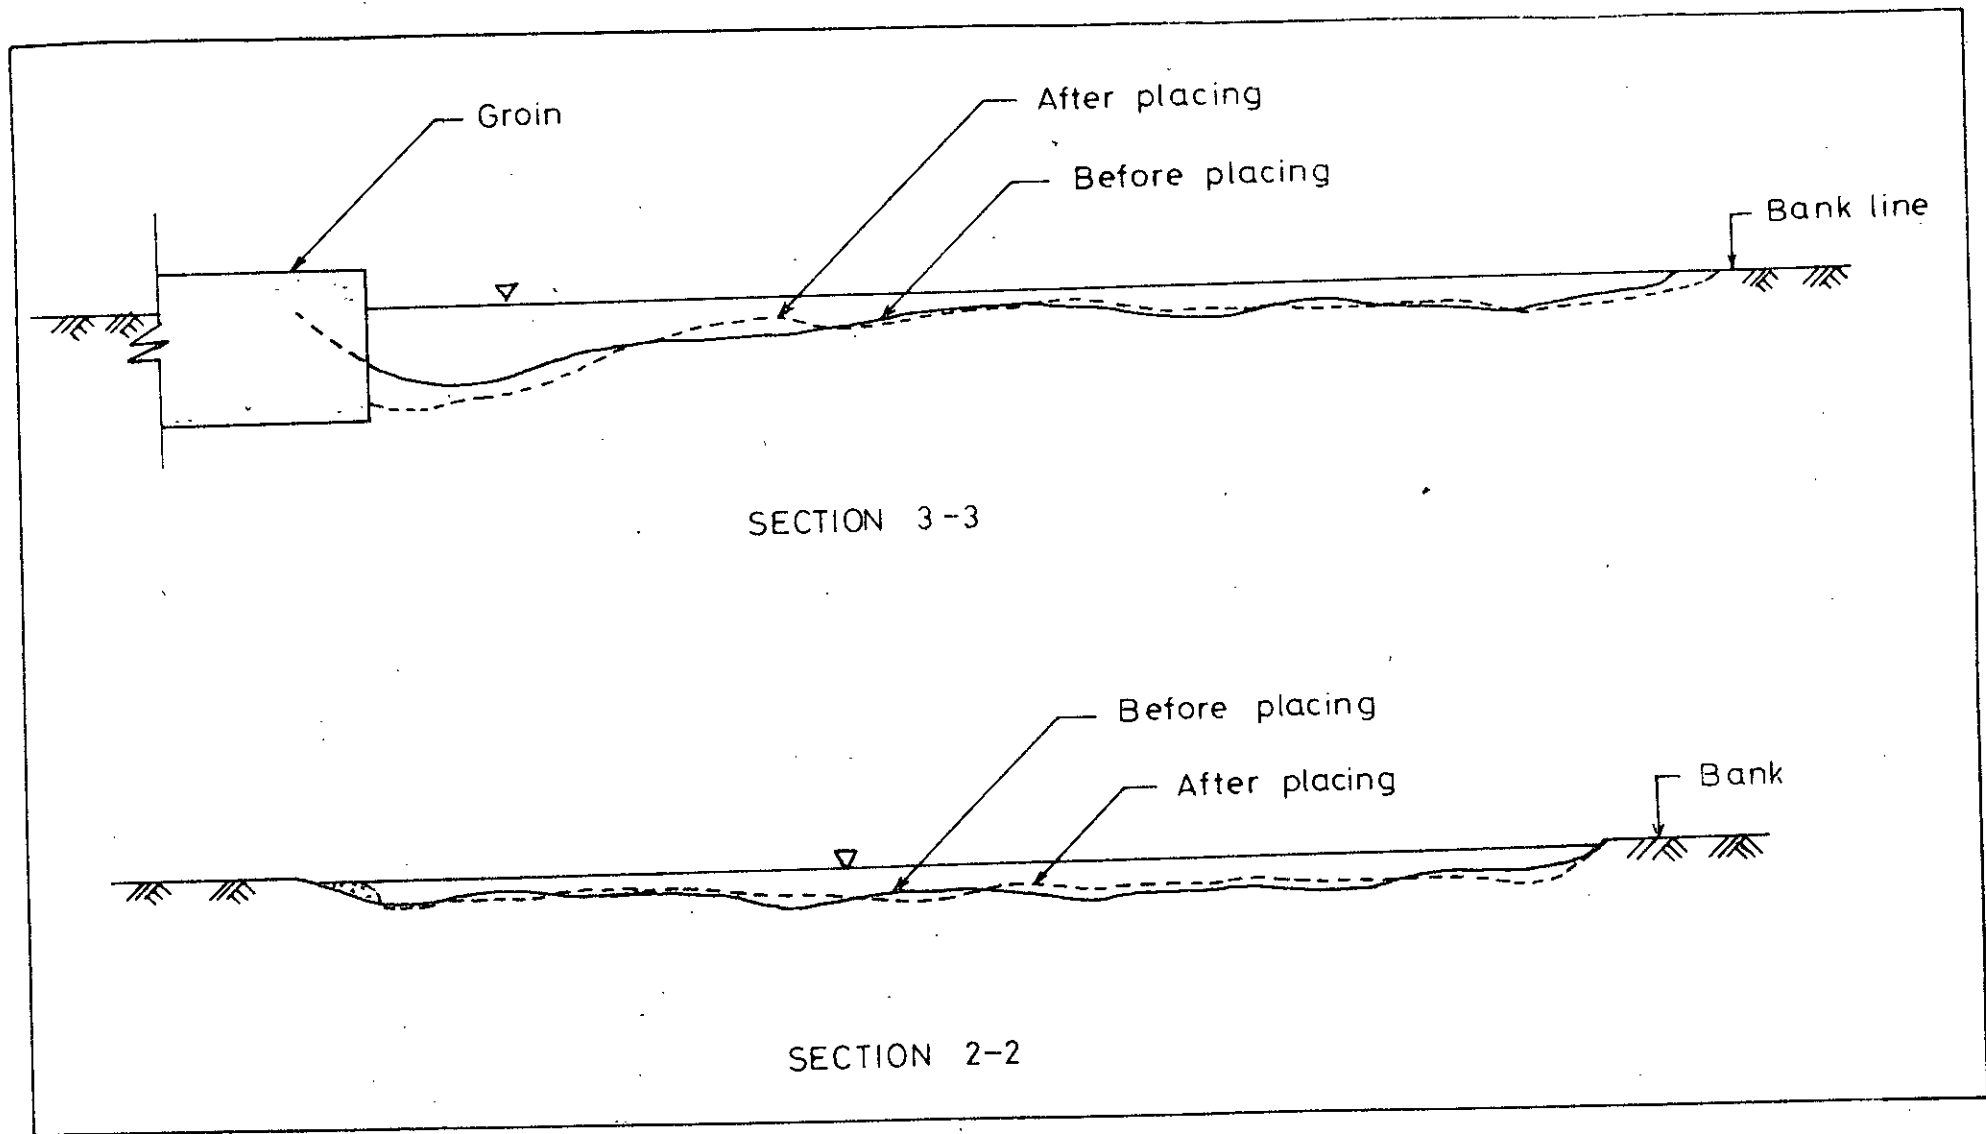 After placing
Groin
Before placing
Bank line
SECTION 3-3
Before placing
After placing
Bank
SECTION 2-2